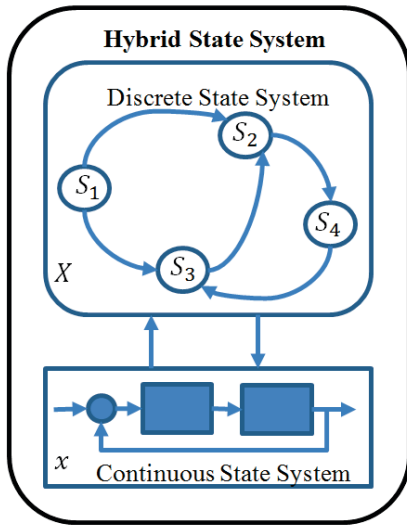 Hybrid State System
Discrete State System
S₂
S₁
S₄
S₃
X
x
Continuous State System